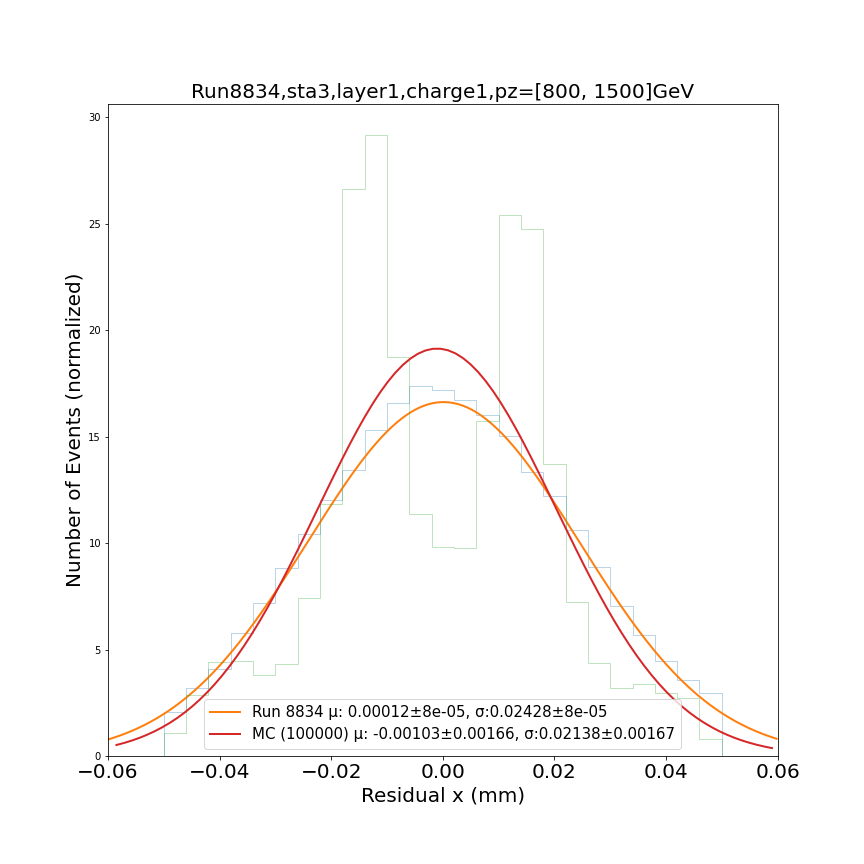 Run8834,sta3,layer1,charge1,pz=[800, 1500]GeV
30
25
20
15
10
5
0
Number of Events (normalized)
Run 8834 μ: 0.00012±8e-05, σ:0.02428±8e-05
MC (100000) μ: -0.00103±0.00166, σ:0.02138±0.00167
−0.06 −0.04 −0.02 0.00 0.02 0.04 0.06
Residual x (mm)